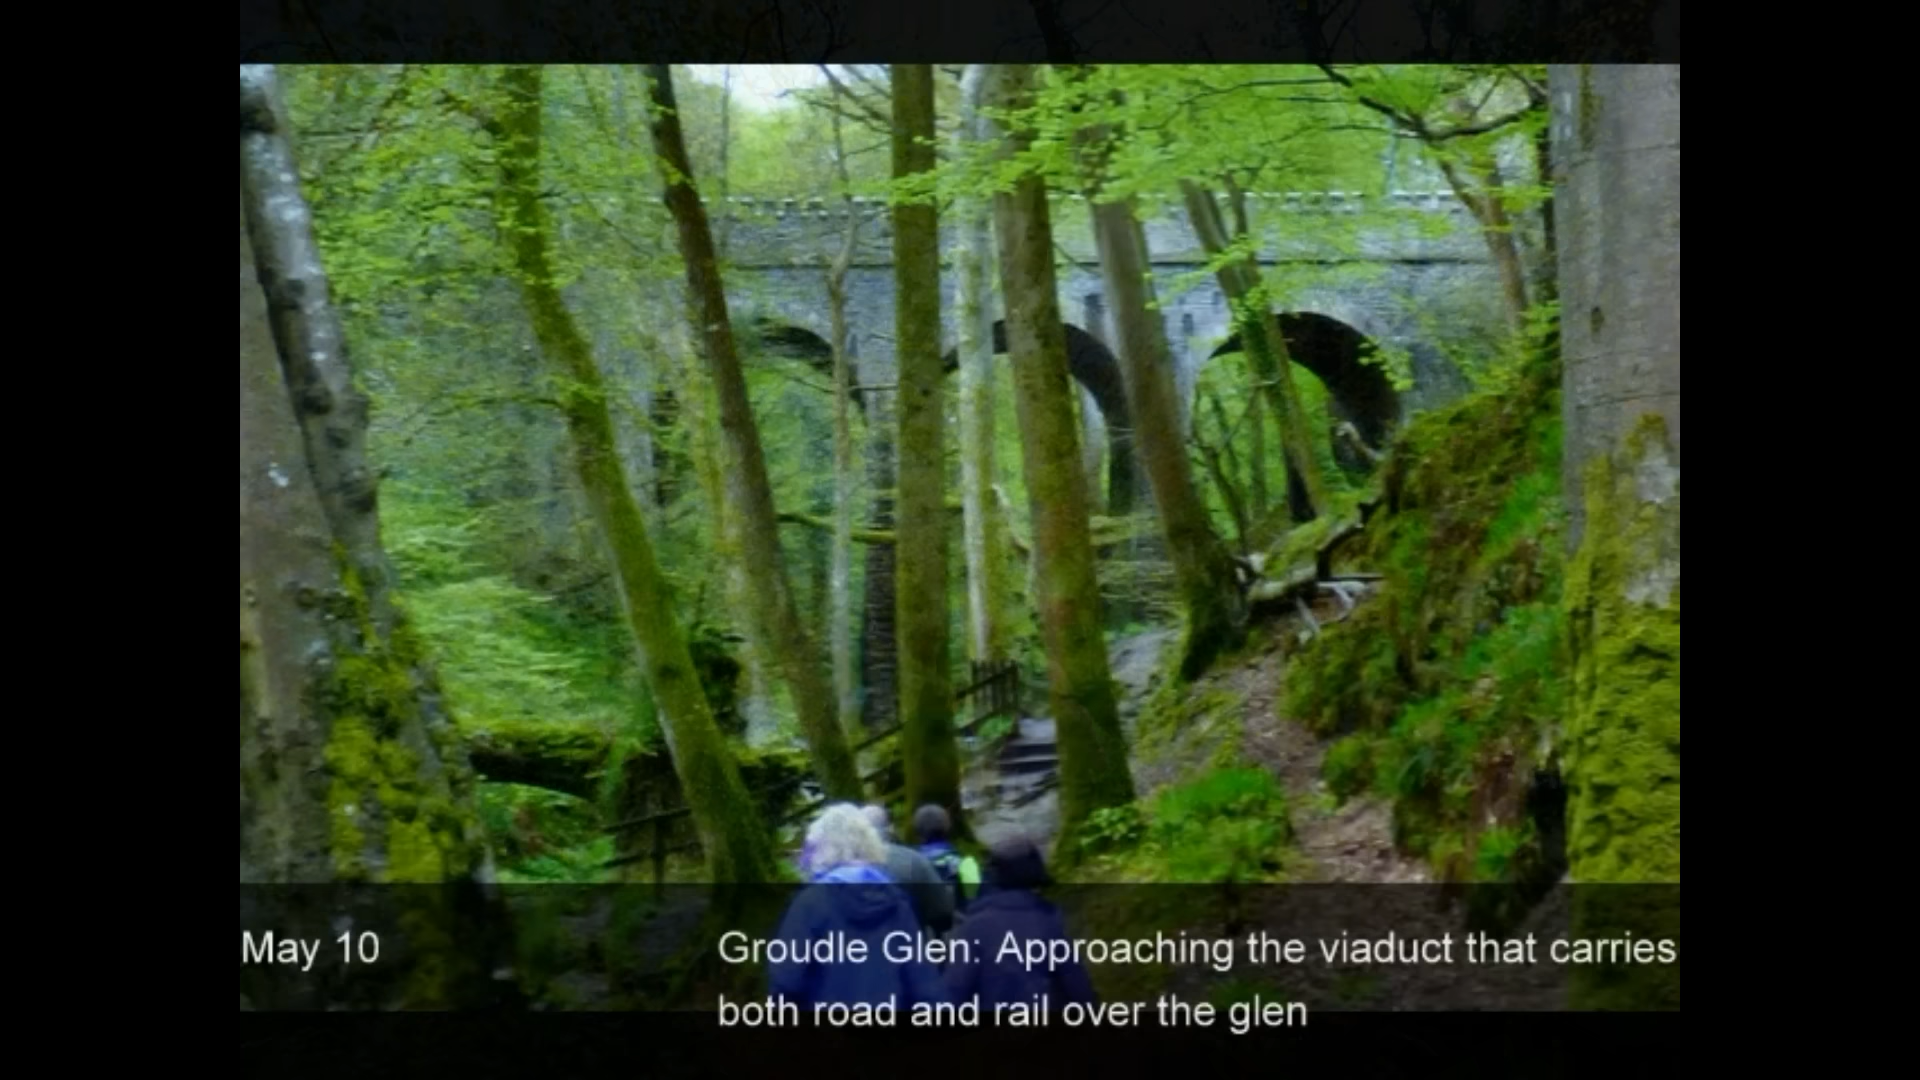 May 10
Groudle Glen: Approaching the viaduct that carries
both road and rail over the glen